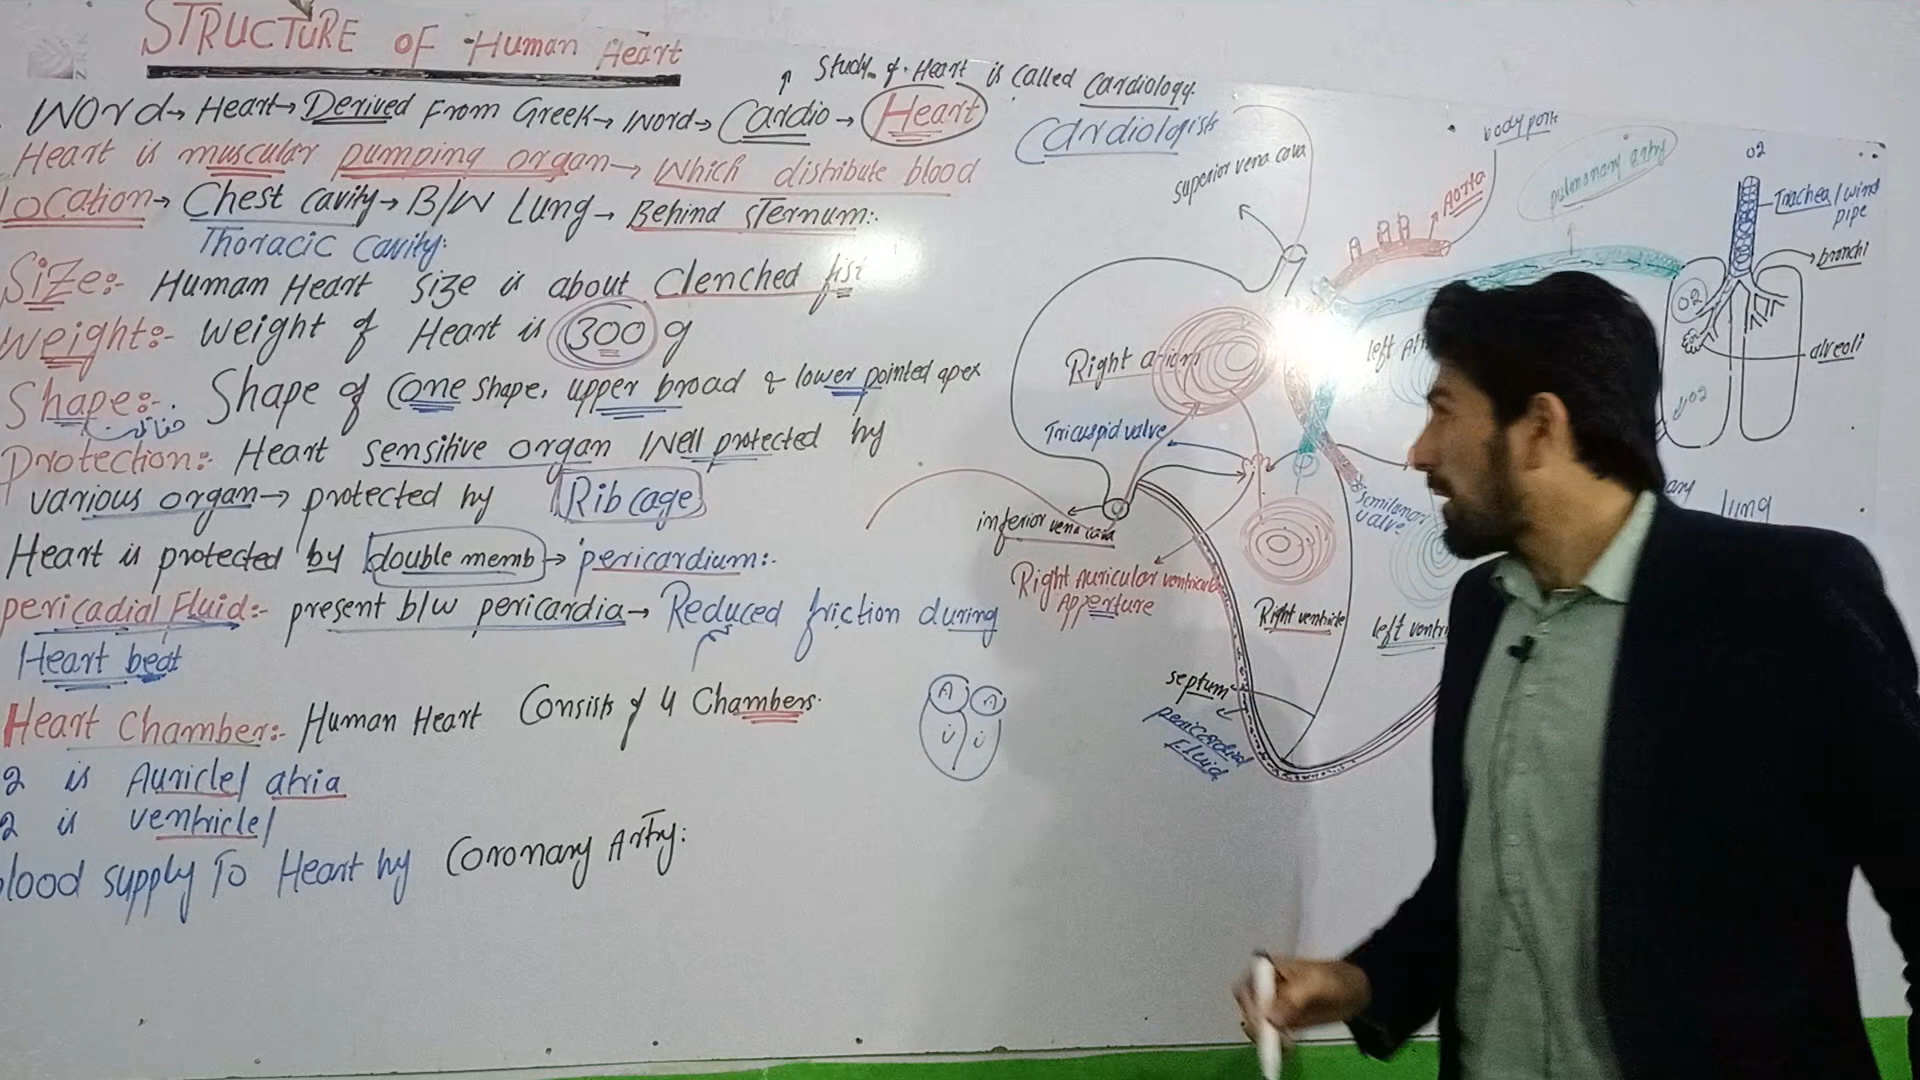 STRUCTURE OF Human Heart
ZRK
↑ Study of Heart is called Cardiology.
Word→ Heart→ Derived From Greek→ Word→ Cardio → Heart
Cardiologists
Heart is muscular pumping organ→ Which distribute blood
Location→ Chest cavity→ B/W Lung→ Behind sternum:.
Thoracic Cavity:
Size:- Human Heart size is about Clenched fist
Weight:- weight of Heart is 300 g
Shape:- Shape of Cone shape, upper broad & lower pointed apex
Protection:- Heart sensitive organ Well protected by
various organ→ protected by Rib cage
Heart is protected by double memb → pericardium:.
pericadial Fluid:- present b/w pericardia→ Reduced friction during
Heart beat
Heart Chamber:- Human Heart Consists of 4 Chambers.
2 is Auricle/ atria
2 is ventricle/
blood supply To Heart by Coronary Artry:
A A
U U
superior vena cava
Aorta
body part
pulmonary artry
O2
Trachea/wind
pipe
bronchi
O2
alveoli
O2
Right atrium
left
Tricuspid valve
semilunar
valve
inferior vena cava
Right Auricular ventricular
Apperture
Right ventricle
left
lung
septum
pericardial
Fluid